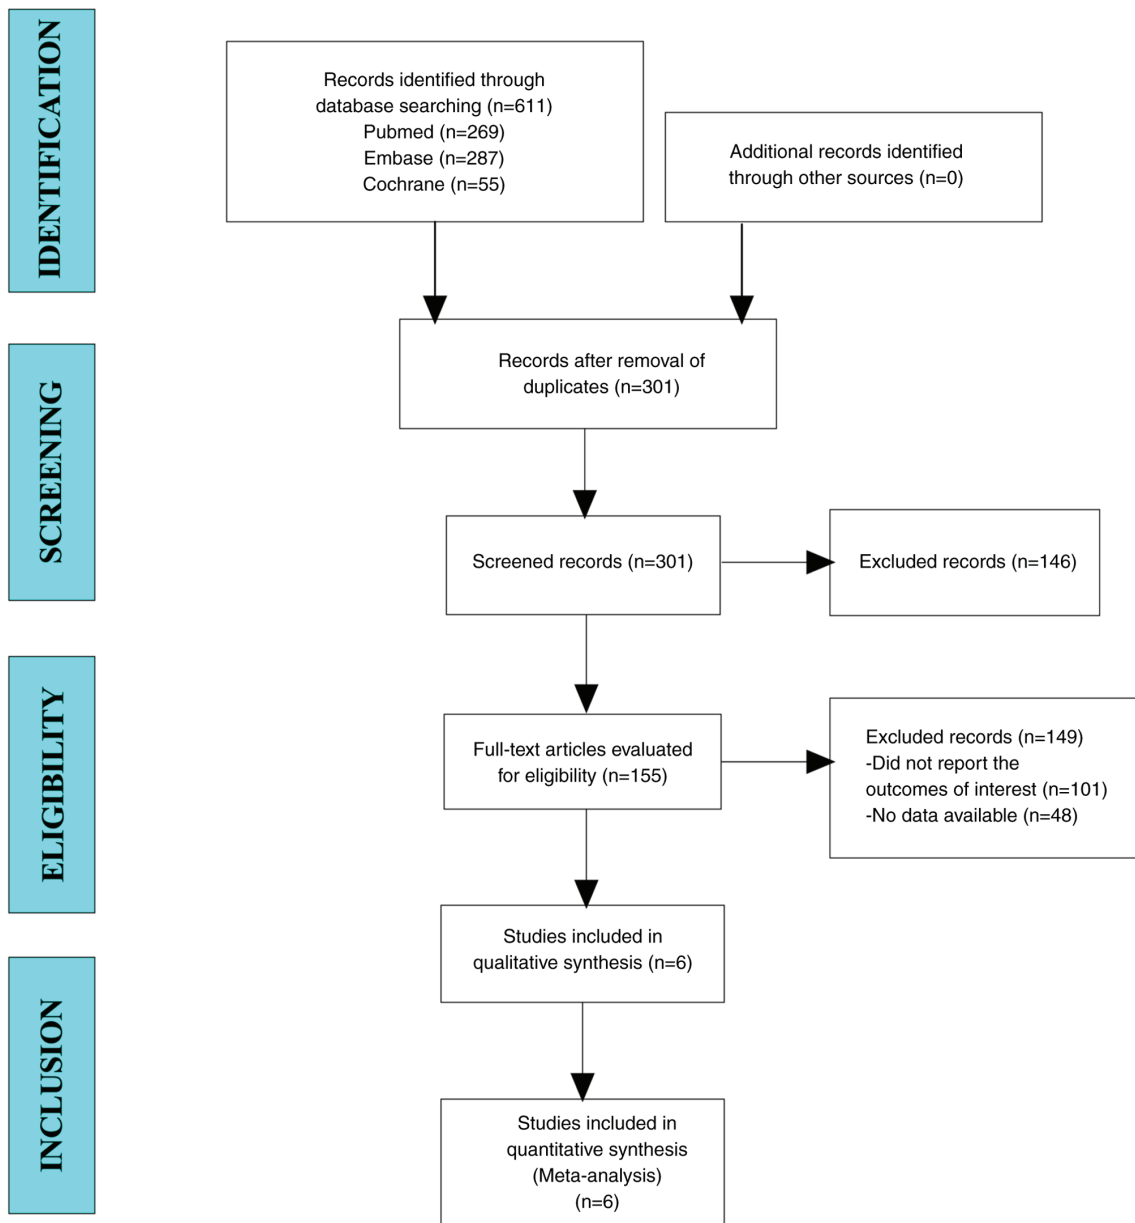 IDENTIFICATION
Records identified through
database searching (n=611)
Pubmed (n=269)
Embase (n=287)
Cochrane (n=55)
Additional records identified
through other sources (n=0)
SCREENING
Records after removal of
duplicates (n=301)
Screened records (n=301)
Excluded records (n=146)
ELIGIBILITY
Full-text articles evaluated
for eligibility (n=155)
Excluded records (n=149)
-Did not report the
outcomes of interest (n=101)
-No data available (n=48)
Studies included in
qualitative synthesis (n=6)
INCLUSION
Studies included in
quantitative synthesis
(Meta-analysis)
(n=6)